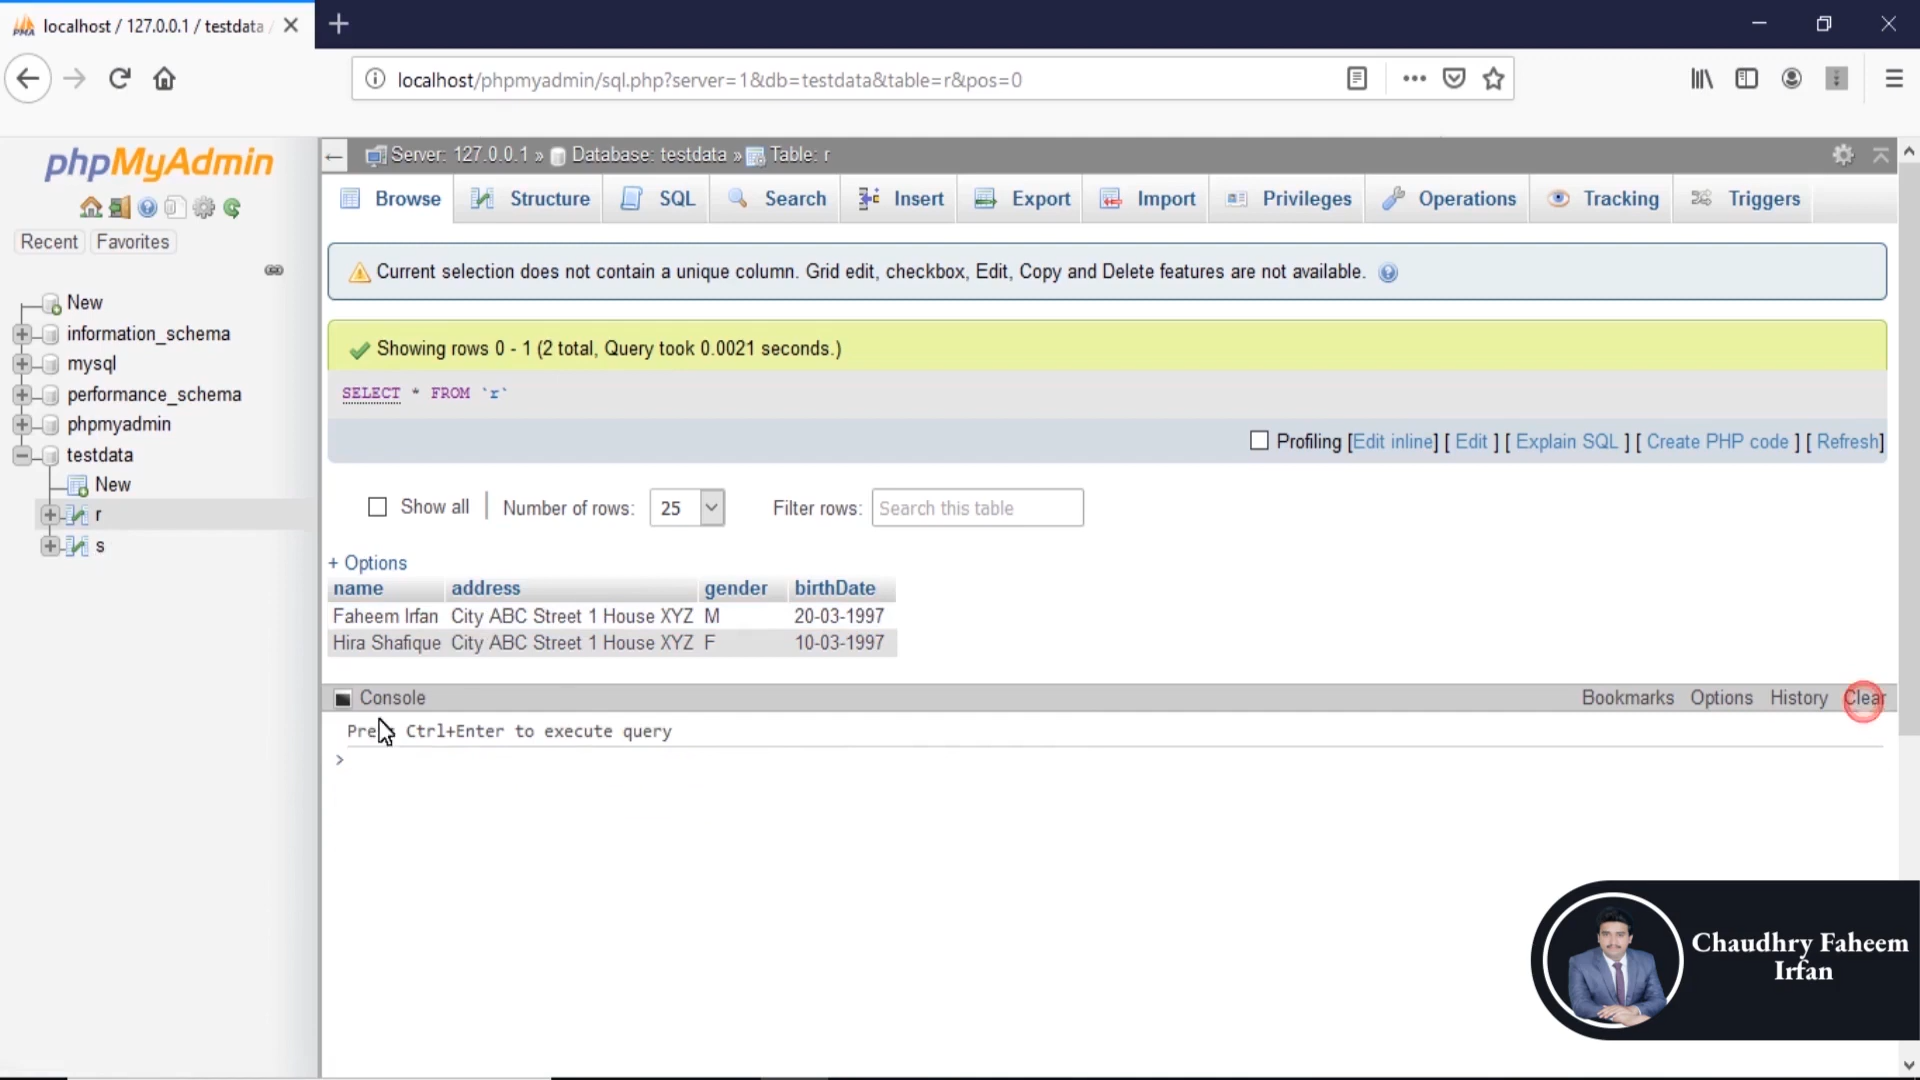 localhost / 127.0.0.1 / testdata /
localhost/phpmyadmin/sql.php?server=1&db=testdata&table=r&pos=0
phpMyAdmin
Recent Favorites
New
information_schema
mysql
performance_schema
phpmyadmin
testdata
New
r
s
Server: 127.0.0.1 » Database: testdata » Table: r
Browse Structure SQL Search Insert Export Import Privileges Operations Tracking Triggers
Current selection does not contain a unique column. Grid edit, checkbox, Edit, Copy and Delete features are not available.
Showing rows 0 - 1 (2 total, Query took 0.0021 seconds.)
SELECT * FROM `r`
Profiling [Edit inline] [ Edit ] [ Explain SQL ] [ Create PHP code ] [ Refresh]
Show all | Number of rows: 25 Filter rows: Search this table
+ Options
name address gender birthDate
Faheem Irfan City ABC Street 1 House XYZ M 20-03-1997
Hira Shafique City ABC Street 1 House XYZ F 10-03-1997
Console Bookmarks Options History Clear
Press Ctrl+Enter to execute query
>
Chaudhry Faheem
Irfan